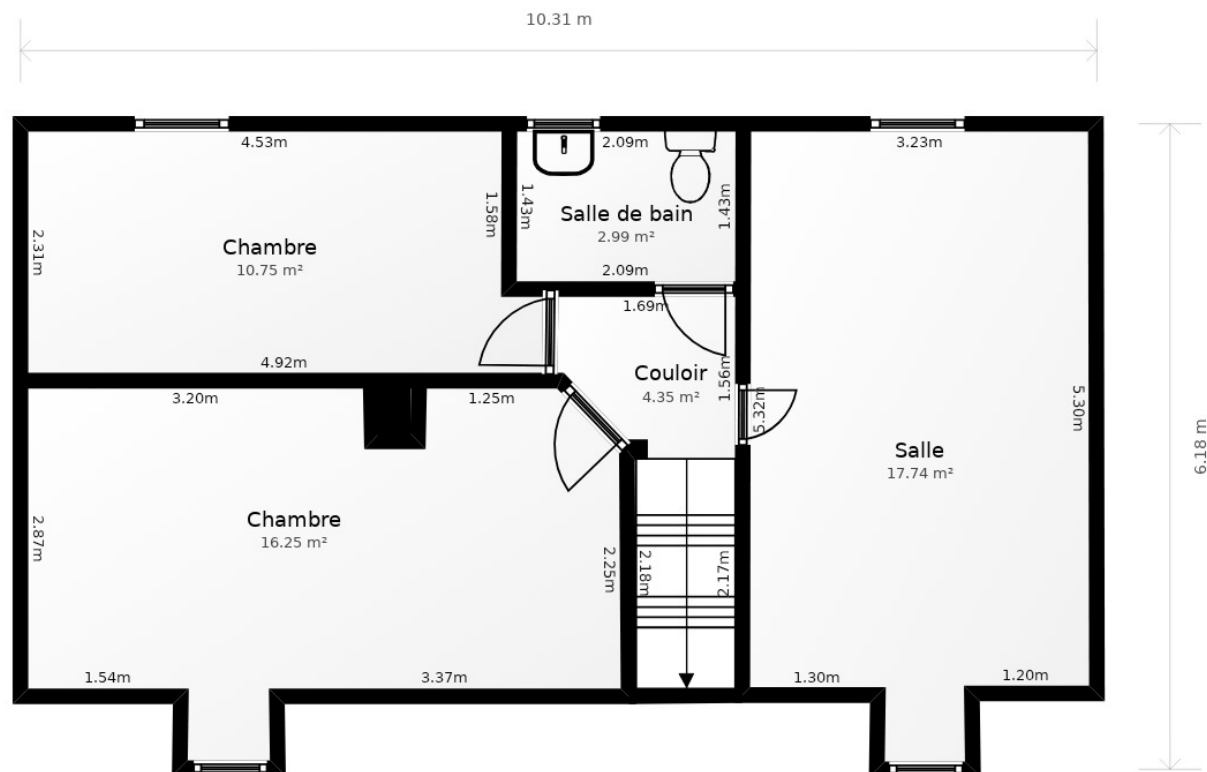 10.31 m
4.53m
2.09m
3.23m
2.31m
1.58m
1.43m
1.43m
Salle de bain
2.99 m²
Chambre
10.75 m²
2.09m
1.69m
4.92m
Couloir
4.35 m²
1.56m
5.32m
5.30m
6.18 m
3.20m
1.25m
Salle
17.74 m²
2.87m
Chambre
16.25 m²
2.25m
2.18m
2.17m
1.54m
3.37m
1.30m
1.20m